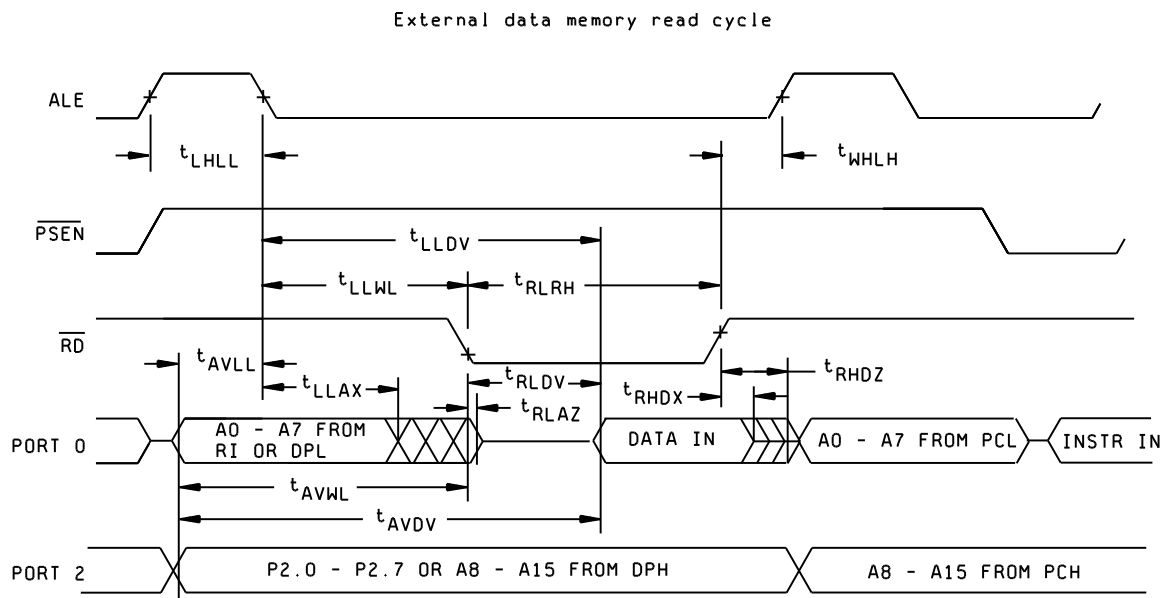 External data memory read cycle
ALE
tLHLL
tWHLH
PSEN
tLLDV
tLLWL
tRLRH
RD
tAVLL
tLLAX
tRLDV
tRHDX
tRHDZ
tRLAZ
PORT 0
A0 - A7 FROM
RI OR DPL
DATA IN
A0 - A7 FROM PCL
INSTR IN
tAVWL
tAVDV
PORT 2
P2.0 - P2.7 OR A8 - A15 FROM DPH
A8 - A15 FROM PCH